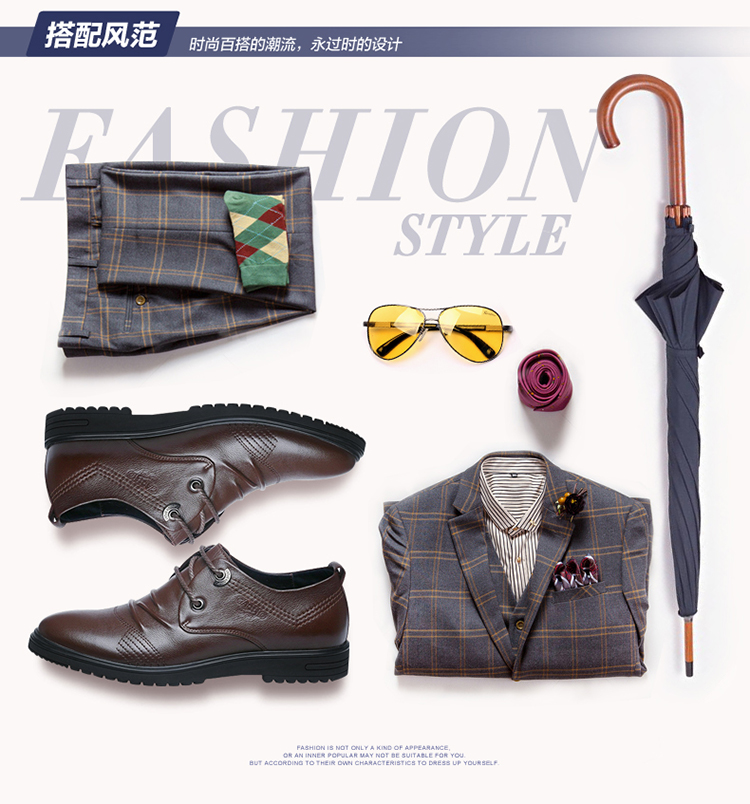 搭配风范
时尚百搭的潮流，永过时的设计
FASHION
STYLE
FASHION IS NOT ONLY A KIND OF APPEARANCE,
OR AN INNER POPULAR MAY NOT BE SUITABLE FOR YOU.
BUT ACCORDING TO THEIR OWN CHARACTERISTICS TO DRESS UP YOURSELF.